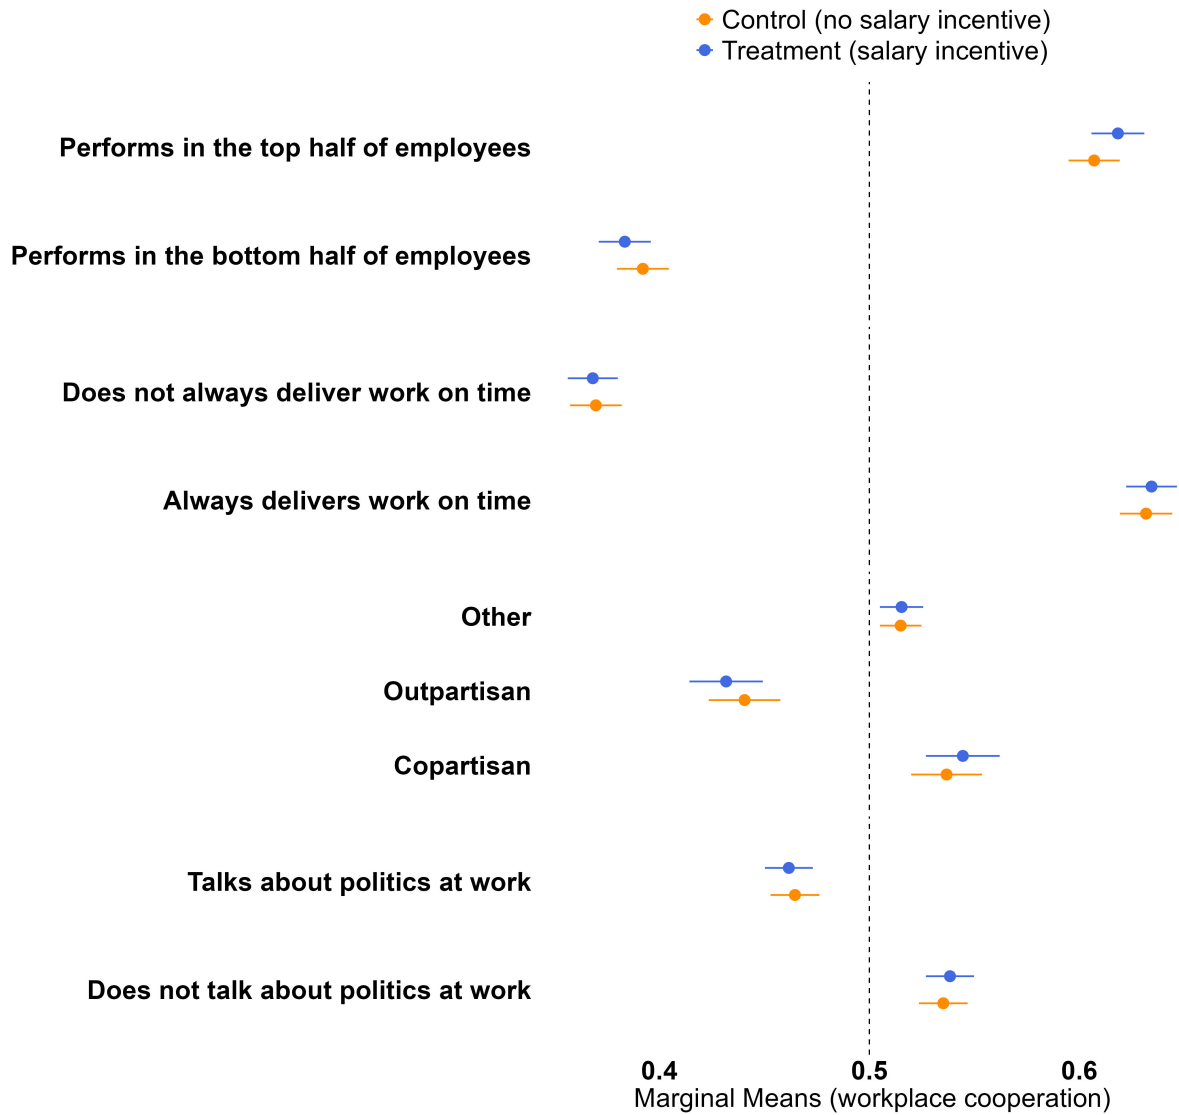 Control (no salary incentive)
Treatment (salary incentive)
Performs in the top half of employees
Performs in the bottom half of employees
Does not always deliver work on time
Always delivers work on time
Other
Outpartisan
Copartisan
Talks about politics at work
Does not talk about politics at work
0.4 0.5 0.6
Marginal Means (workplace cooperation)